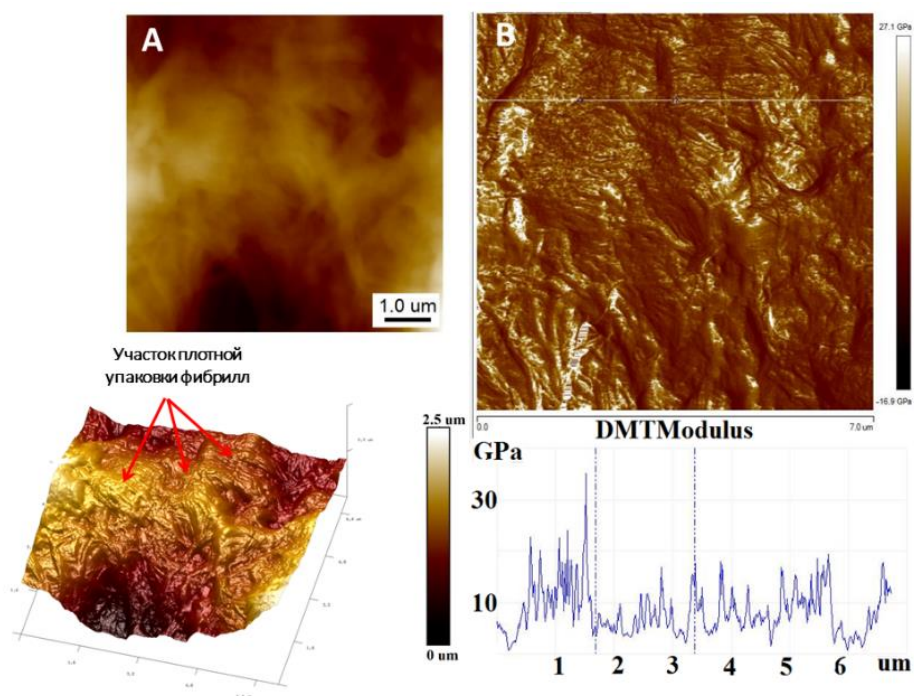 A
1.0 um
B
27.1 GPa
-16.9 GPa
0.0
7.0 um
Участок плотной
упаковки фибрилл
2.5 um
0 um
DMTModulus
GPa
30
10
1 2 3 4 5 6 um